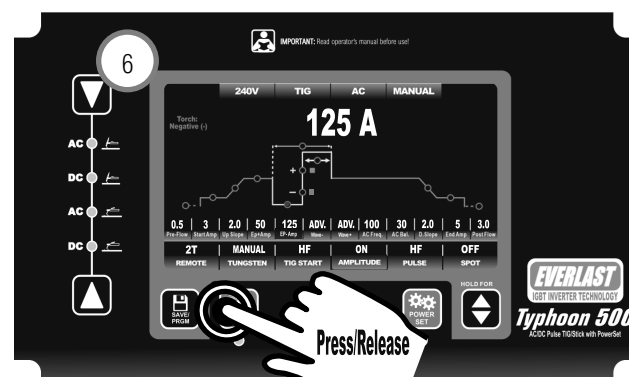 IMPORTANT: Read operator's manual before use!
6
240V TIG AC MANUAL
Torch:
Negative (-)
125 A
AC
DC
AC
DC
+
−
0.5 3 2.0 50 125 ADV. ADV. 100 30 2.0 5 3.0
Pre-Flow Start Amp Up Slope Ep+Amp EP- Amp Wave- Wave+ AC Freq. AC Bal. D.Slope End Amp Post Flow
2T MANUAL HF ON HF OFF
REMOTE TUNGSTEN TIG START AMPLITUDE PULSE SPOT
HOLD FOR
SAVE/
PRGM
POWER
SET
Press/Release
EVERLAST
IGBT INVERTER TECHNOLOGY
Typhoon 500
AC/DC Pulse TIG/Stick with PowerSet